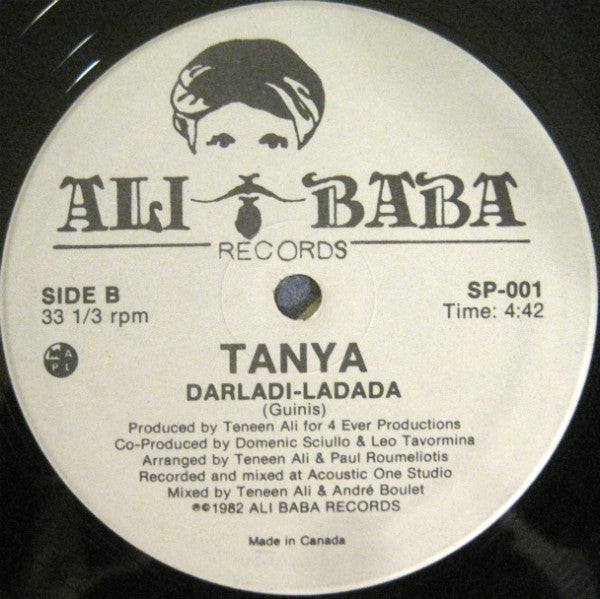 ALI BABA
RECORDS
SIDE B
33 1/3 rpm
SP-001
Time: 4:42
M A P L
TANYA
DARLADI-LADADA
(Guinis)
Produced by Teneen Ali for 4 Ever Productions
Co-Produced by Domenic Sciullo & Leo Tavormina
Arranged by Teneen Ali & Paul Roumeliotis
Recorded and mixed at Acoustic One Studio
Mixed by Teneen Ali & André Boulet
℗©1982 ALI BABA RECORDS
Made in Canada